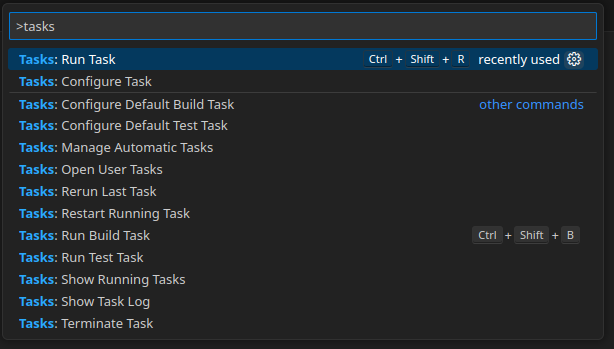 >tasks
Tasks: Run Task Ctrl + Shift + R recently used
Tasks: Configure Task
Tasks: Configure Default Build Task other commands
Tasks: Configure Default Test Task
Tasks: Manage Automatic Tasks
Tasks: Open User Tasks
Tasks: Rerun Last Task
Tasks: Restart Running Task
Tasks: Run Build Task Ctrl + Shift + B
Tasks: Run Test Task
Tasks: Show Running Tasks
Tasks: Show Task Log
Tasks: Terminate Task